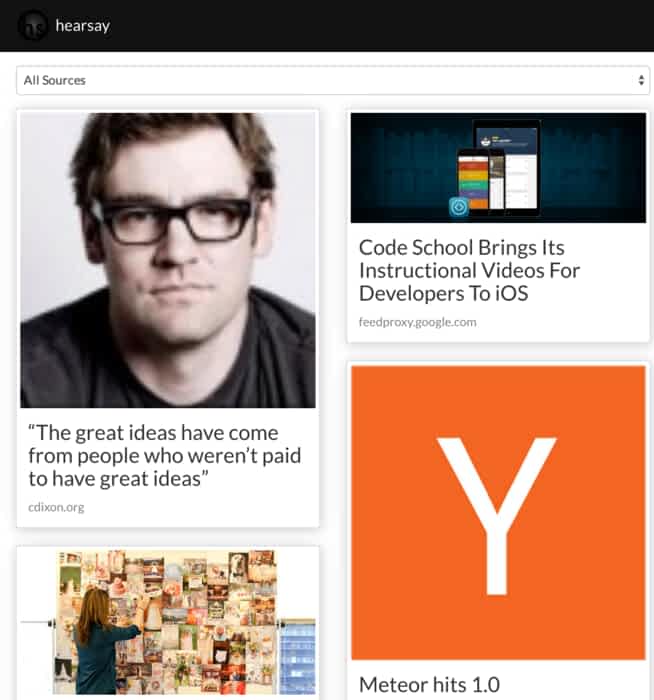 hs hearsay
All Sources
“The great ideas have come
from people who weren’t paid
to have great ideas”
cdixon.org
Code School Brings Its
Instructional Videos For
Developers To iOS
feedproxy.google.com
Y
Meteor hits 1.0